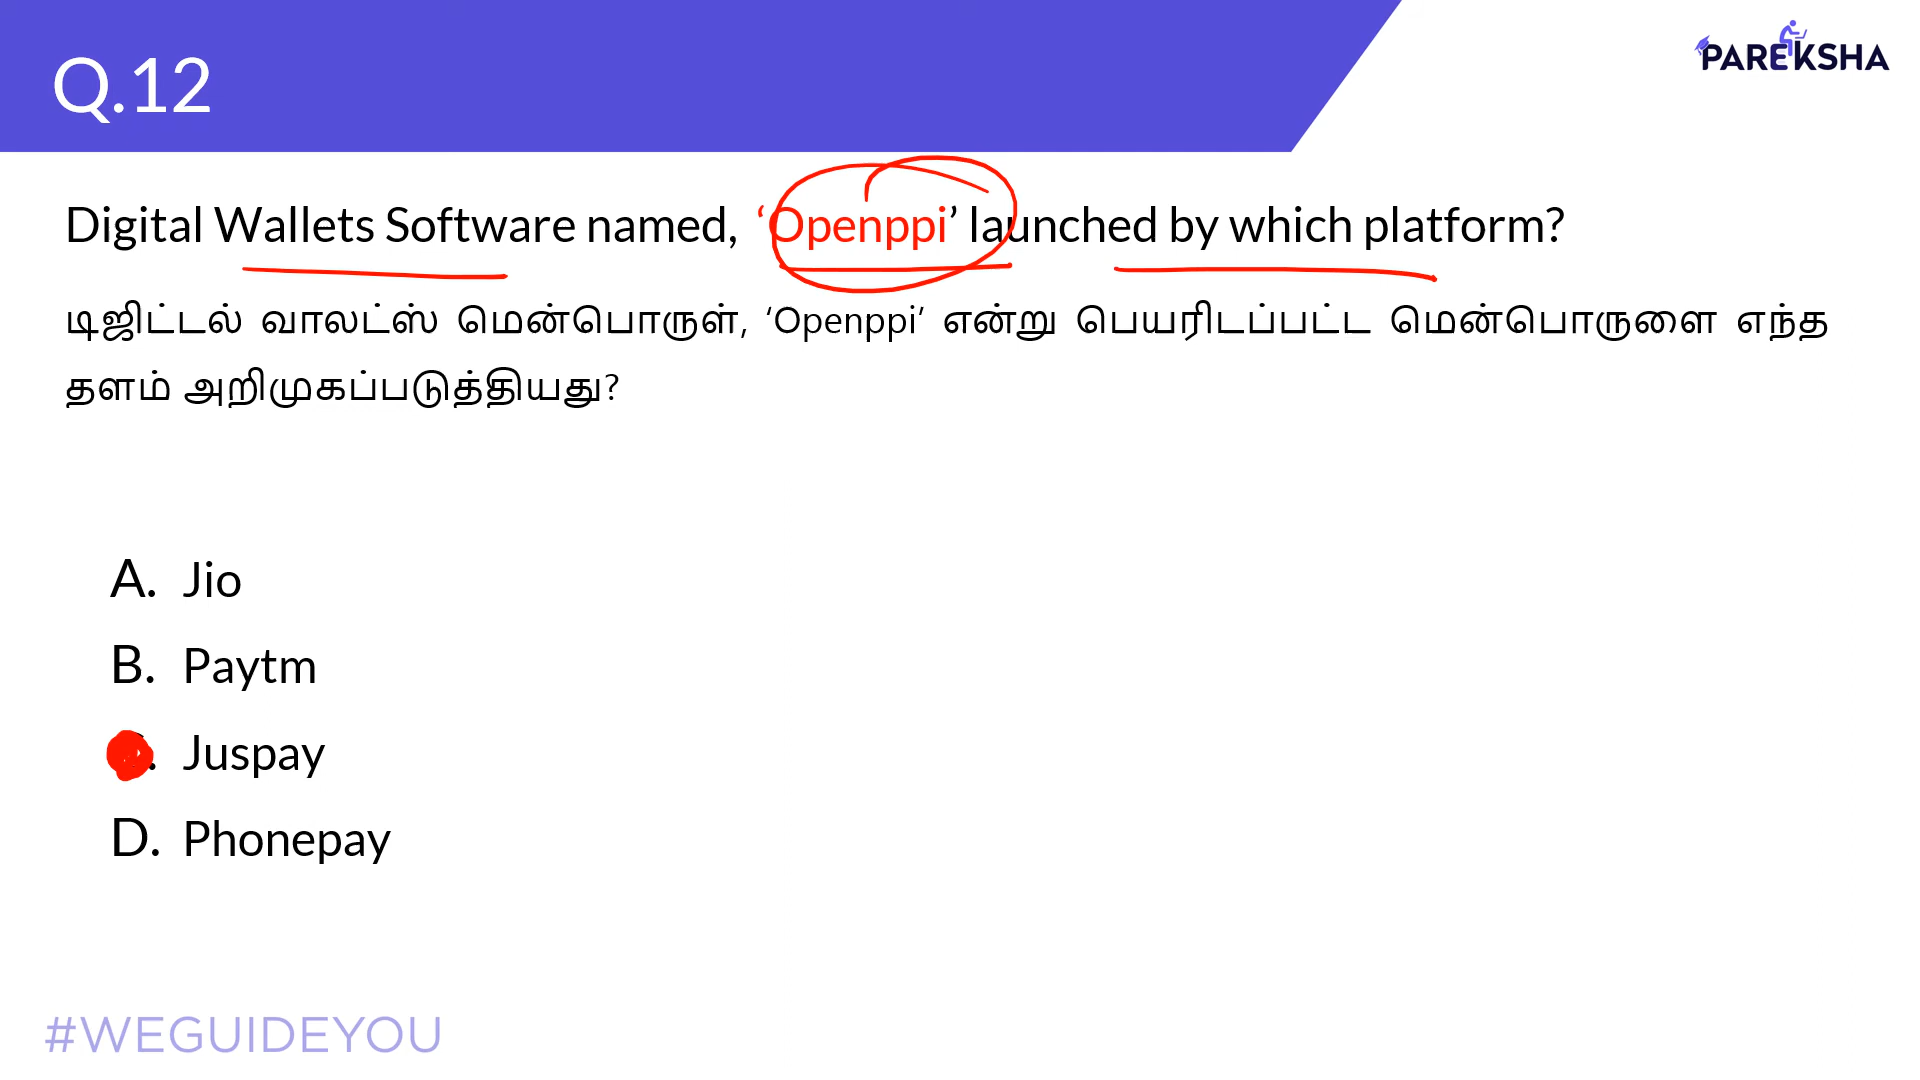 Q.12
PAREKSHA
Digital Wallets Software named, ‘Openppi’ launched by which platform?
டிஜிட்டல் வாலட்ஸ் மென்பொருள், ‘Openppi’ என்று பெயரிடப்பட்ட மென்பொருளை எந்த
தளம் அறிமுகப்படுத்தியது?
A. Jio
B. Paytm
Juspay
D. Phonepay
#WEGUIDEYOU